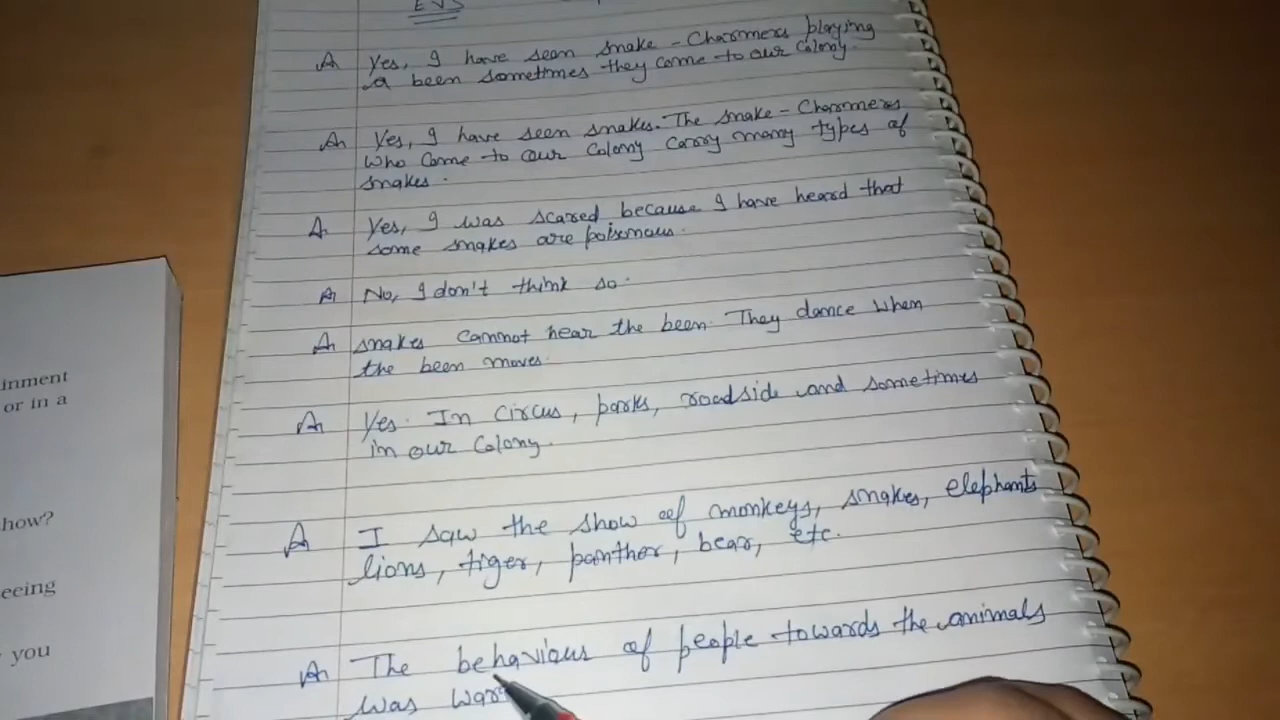 EVS
A Yes, I have seen snake - Charmers playing
a been sometimes they come to our colony.
A Yes, I have seen snakes. The snake - Charmers
who come to our colony carry many types of
snakes.
A Yes, I was scared because I have heard that
some snakes are poisonous.
A No, I don't think so.
A snakes cannot hear the been. They dance when
the been moves.
A Yes. In circus, parks, roadside and sometimes
in our colony.
A I saw the show of monkeys, snakes, elephants
lions, tiger, panther, bear, etc.
A The behaviour of people towards the animals
was
inment
or in a
how?
eeing
you